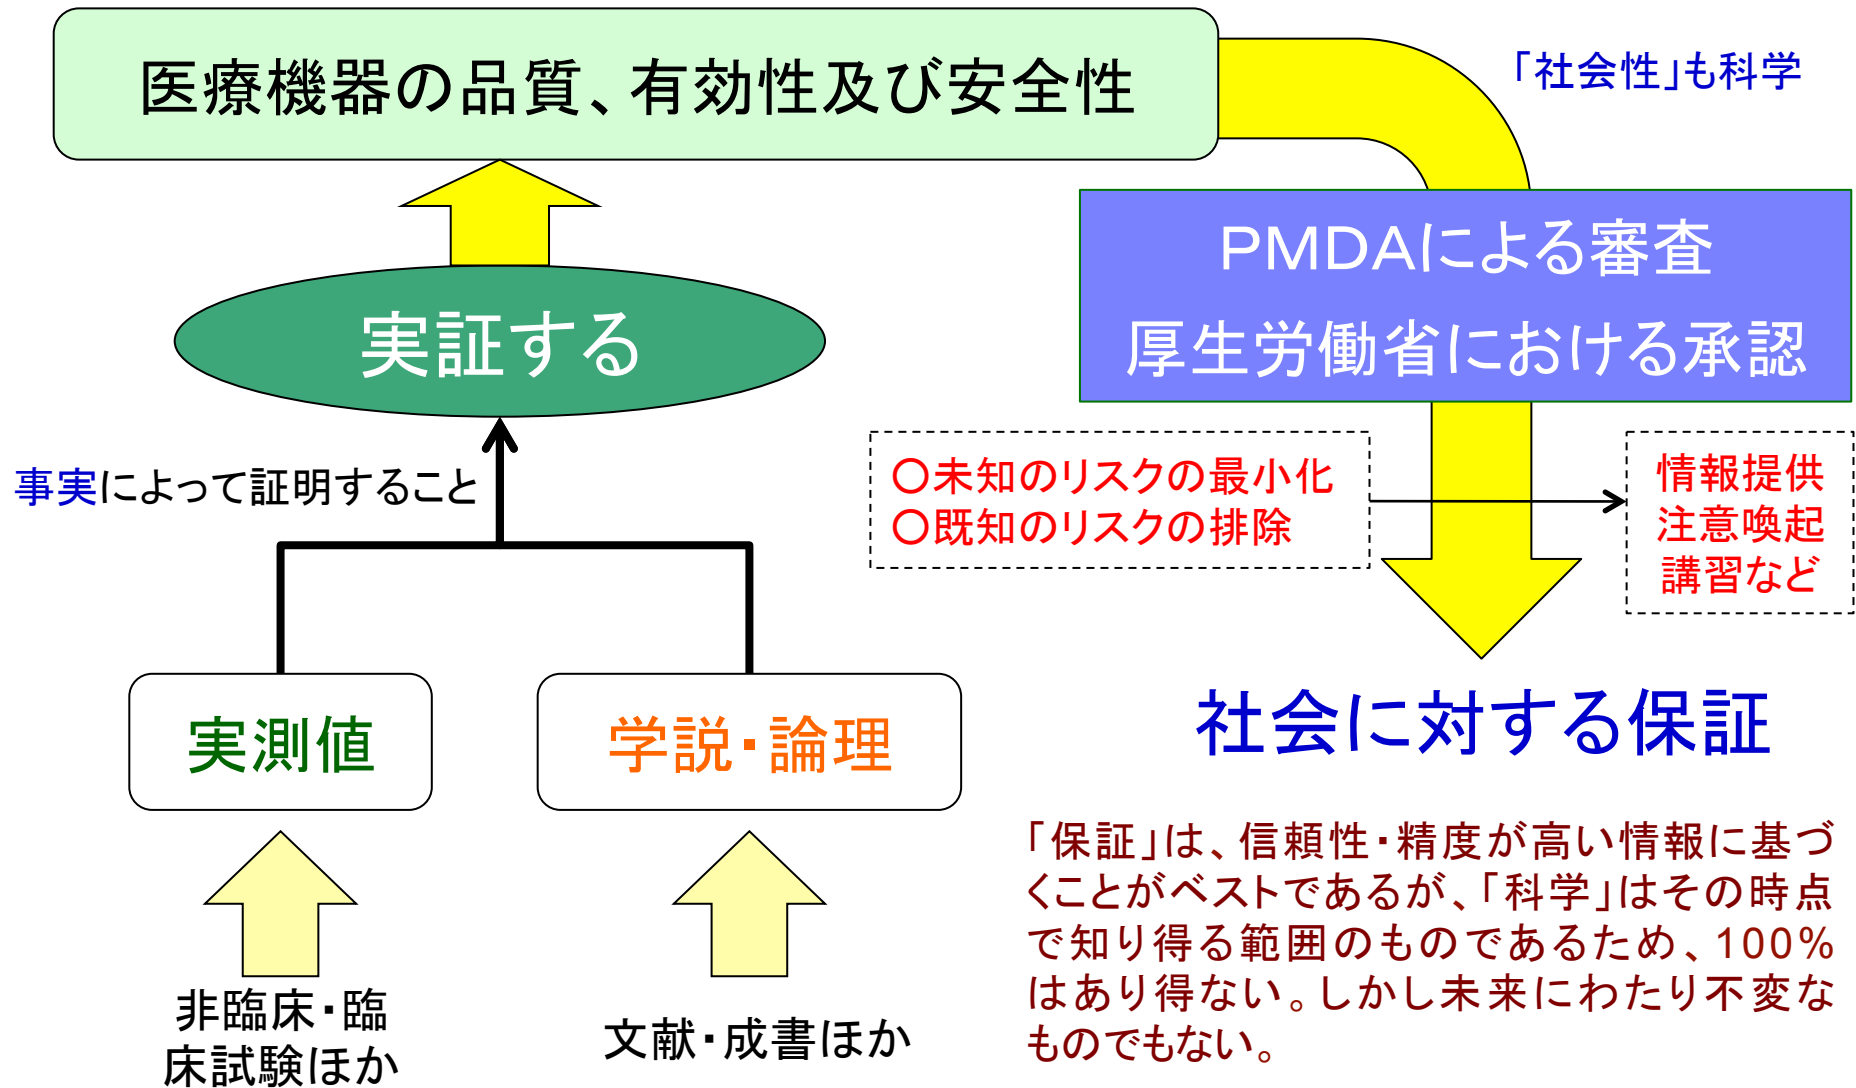 医療機器の品質、有効性及び安全性
「社会性」も科学
PMDAによる審査
厚生労働省における承認
実証する
事実によって証明すること
〇未知のリスクの最小化
〇既知のリスクの排除
情報提供
注意喚起
講習など
実測値
学説・論理
社会に対する保証
非臨床・臨
床試験ほか
文献・成書ほか
「保証」は、信頼性・精度が高い情報に基づ
くことがベストであるが、「科学」はその時点
で知り得る範囲のものであるため、100%
はあり得ない。しかし未来にわたり不変な
ものでもない。